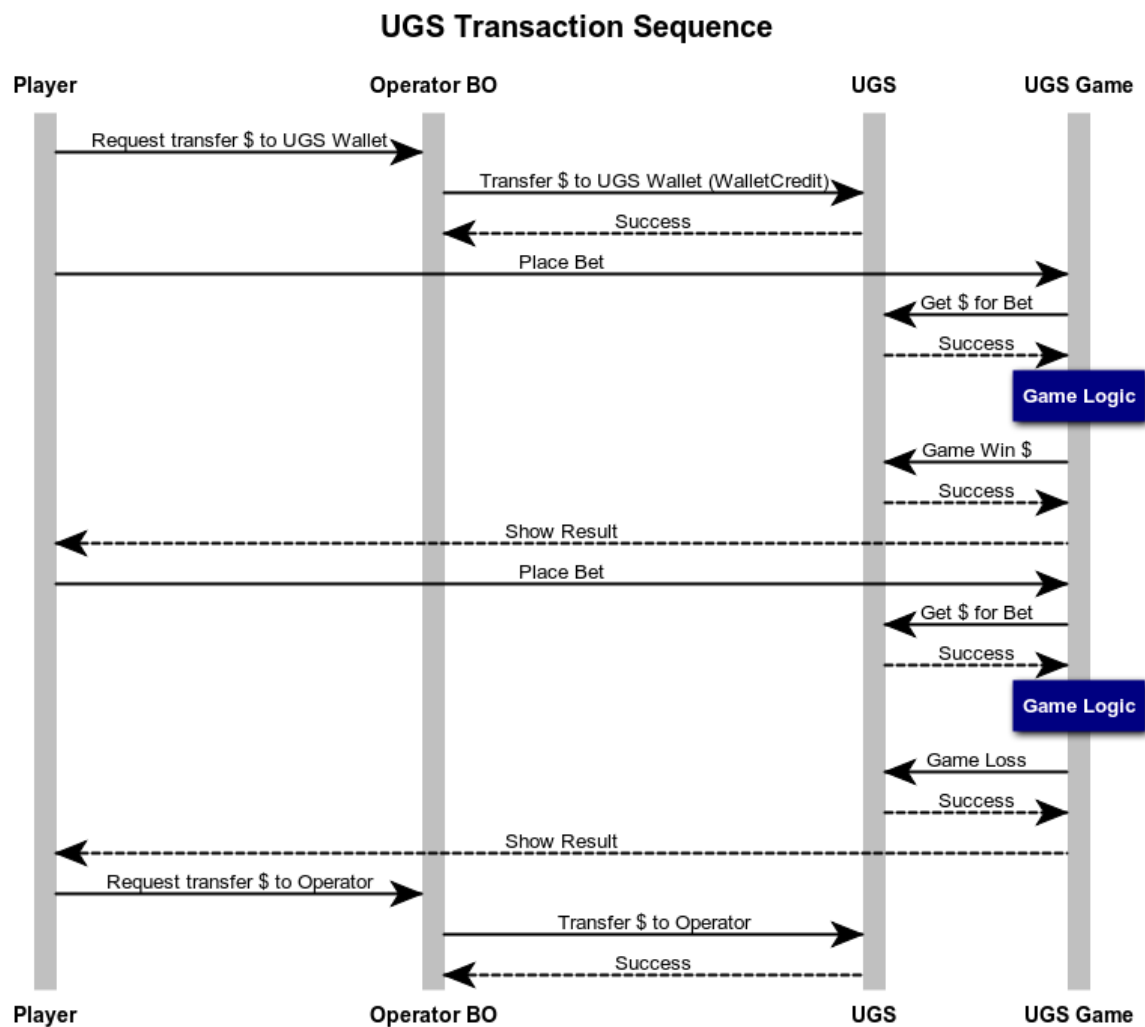 UGS Transaction Sequence
Player Operator BO UGS UGS Game
Request transfer $ to UGS Wallet
Transfer $ to UGS Wallet (WalletCredit)
Success
Place Bet
Get $ for Bet
Success
Game Logic
Game Win $
Success
Show Result
Place Bet
Get $ for Bet
Success
Game Logic
Game Loss
Success
Show Result
Request transfer $ to Operator
Transfer $ to Operator
Success
Player Operator BO UGS UGS Game